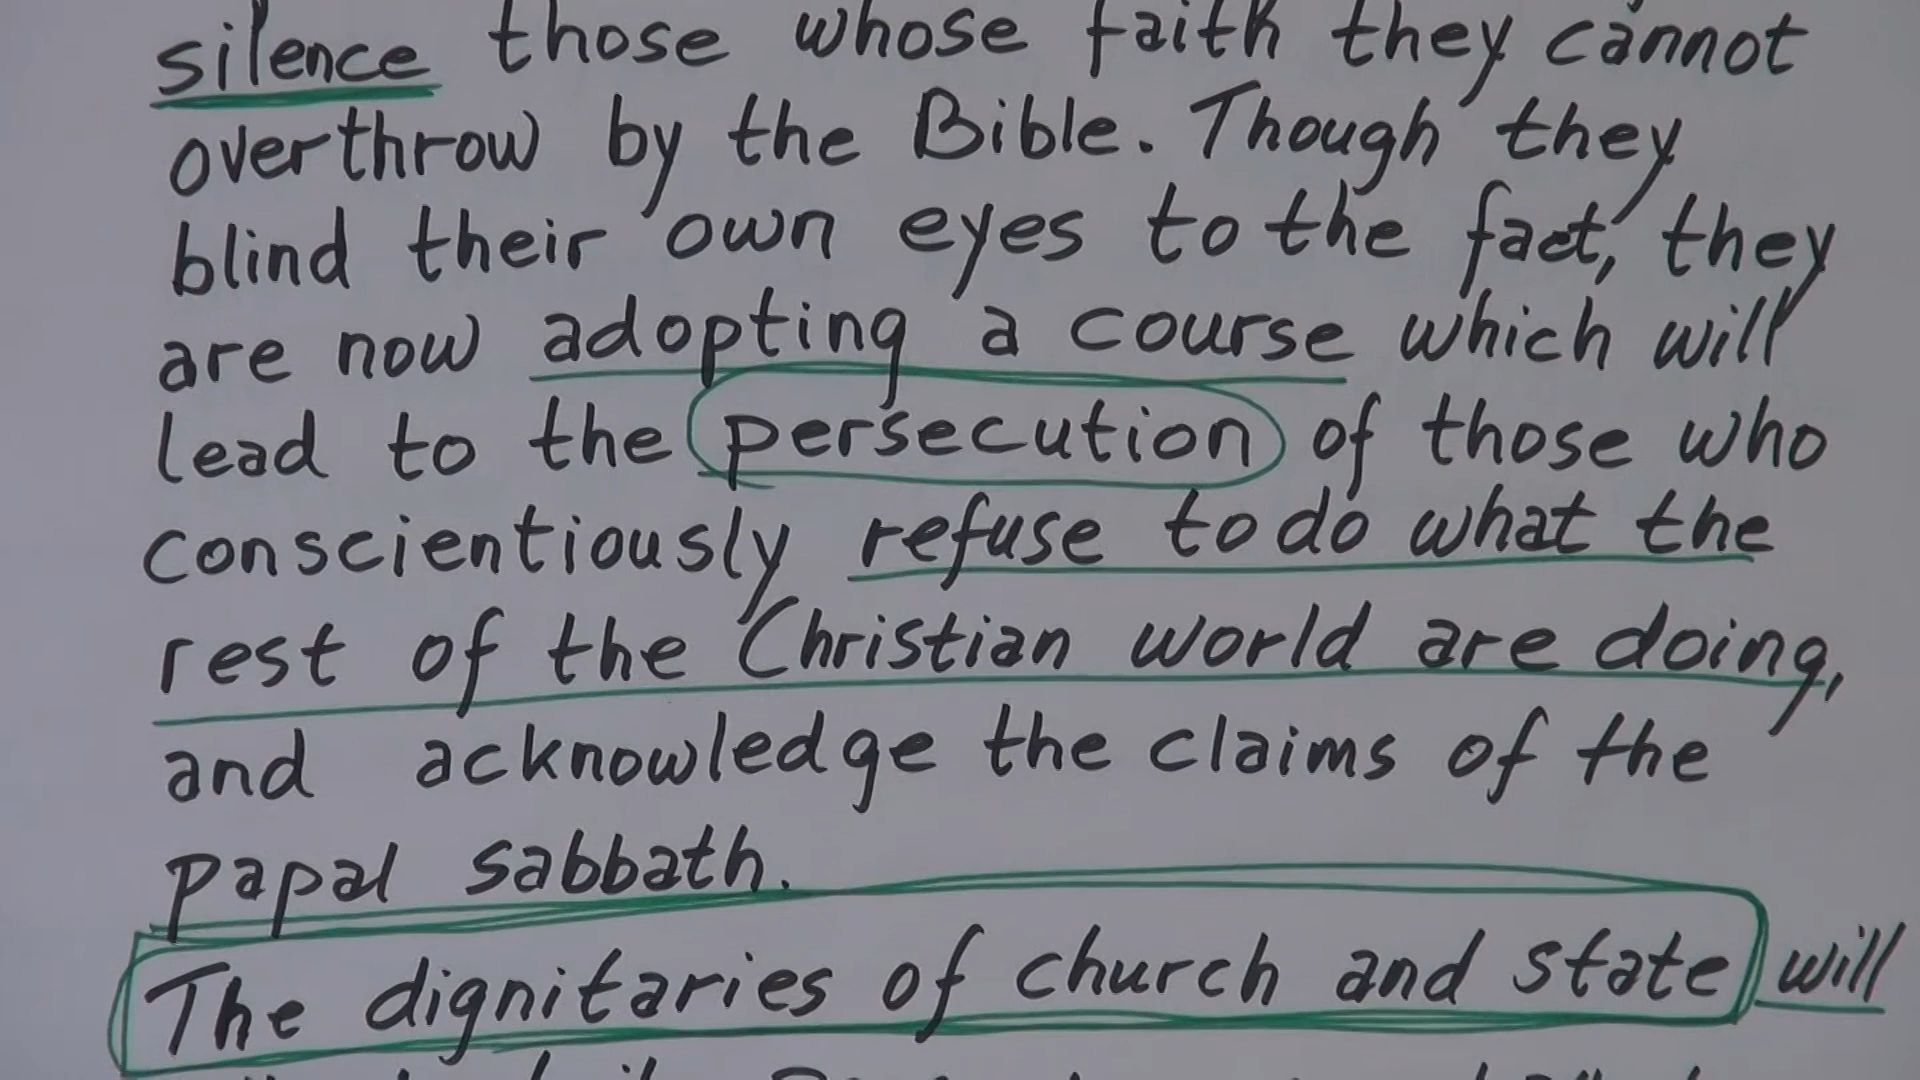 silence those whose faith they cannot
overthrow by the Bible. Though they
blind their own eyes to the fact, they
are now adopting a course which will
lead to the persecution of those who
conscientiously refuse to do what the
rest of the Christian world are doing,
and acknowledge the claims of the
papal sabbath.
The dignitaries of church and state will